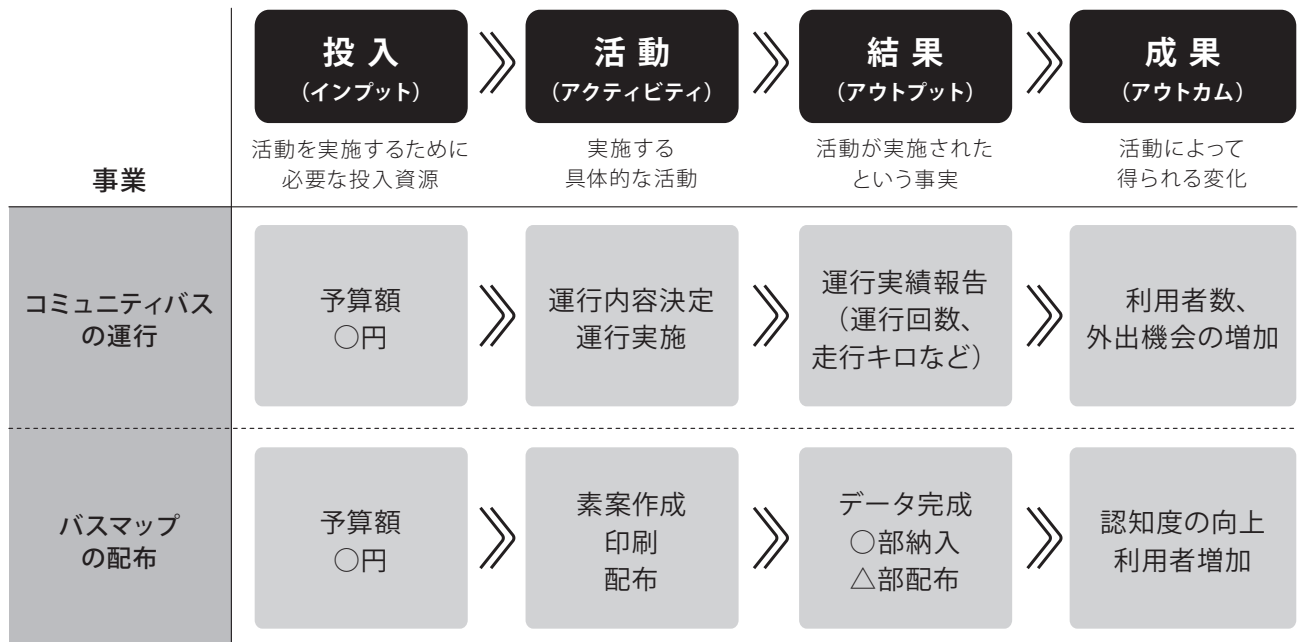 投入
（インプット）
活動
（アクティビティ）
結果
（アウトプット）
成果
（アウトカム）
事業
活動を実施するために
必要な投入資源
実施する
具体的な活動
活動が実施された
という事実
活動によって
得られる変化
コミュニティバス
の運行
予算額
○円
運行内容決定
運行実施
運行実績報告
（運行回数、
走行キロなど）
利用者数、
外出機会の増加
バスマップ
の配布
予算額
○円
素案作成
印刷
配布
データ完成
○部納入
△部配布
認知度の向上
利用者増加